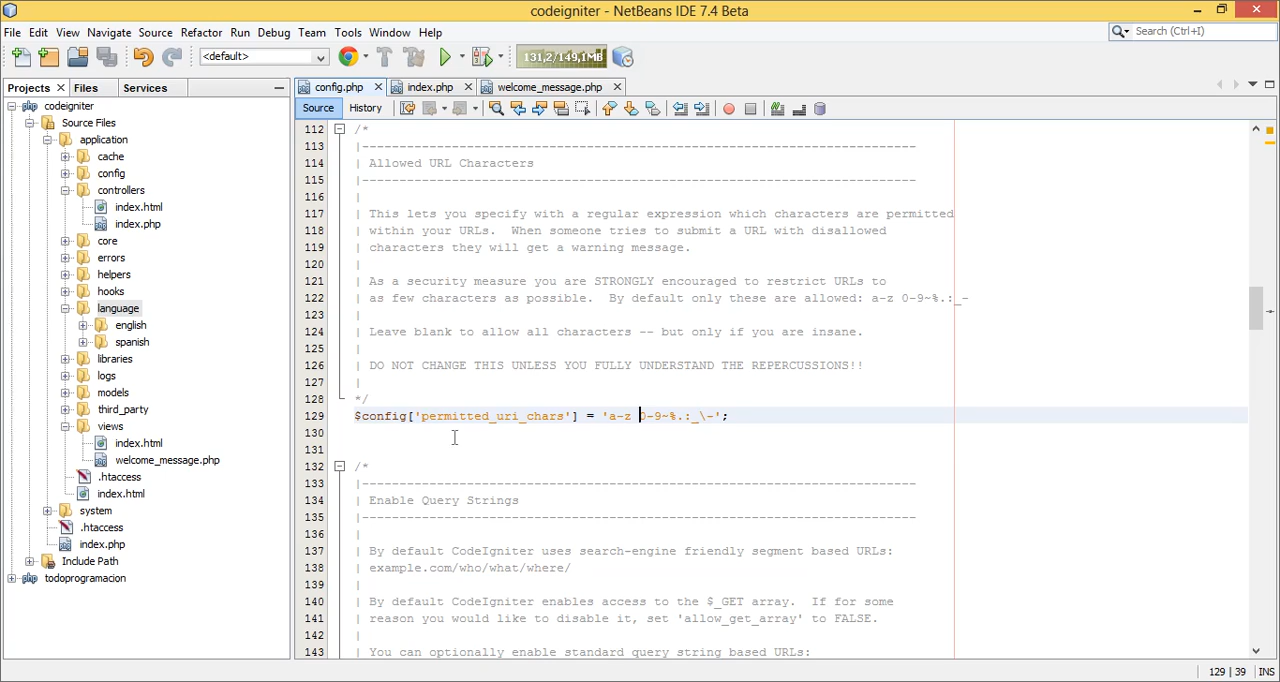 codeigniter - NetBeans IDE 7.4 Beta
File Edit View Navigate Source Refactor Run Debug Team Tools Window Help
Search (Ctrl+I)
<default>
131,2/149,1MB
Projects Files Services
config.php index.php welcome_message.php
Source History
codeigniter
Source Files
application
cache
config
controllers
index.html
index.php
core
errors
helpers
hooks
language
english
spanish
libraries
logs
models
third_party
views
index.html
welcome_message.php
.htaccess
index.html
system
.htaccess
index.php
Include Path
todoprogramacion
112 /*
113 |--------------------------------------------------------------------------
114 | Allowed URL Characters
115 |--------------------------------------------------------------------------
116 |
117 | This lets you specify with a regular expression which characters are permitted
118 | within your URLs.  When someone tries to submit a URL with disallowed
119 | characters they will get a warning message.
120 |
121 | As a security measure you are STRONGLY encouraged to restrict URLs to
122 | as few characters as possible.  By default only these are allowed: a-z 0-9~%.:_-
123 |
124 | Leave blank to allow all characters -- but only if you are insane.
125 |
126 | DO NOT CHANGE THIS UNLESS YOU FULLY UNDERSTAND THE REPERCUSSIONS!!
127 |
128 */
129 $config['permitted_uri_chars'] = 'a-z 0-9~%.:_\-';
130
131
132 /*
133 |--------------------------------------------------------------------------
134 | Enable Query Strings
135 |--------------------------------------------------------------------------
136 |
137 | By default CodeIgniter uses search-engine friendly segment based URLs:
138 | example.com/who/what/where/
139 |
140 | By default CodeIgniter enables access to the $_GET array.  If for some
141 | reason you would like to disable it, set 'allow_get_array' to FALSE.
142 |
143 | You can optionally enable standard query string based URLs:
129 | 39 INS